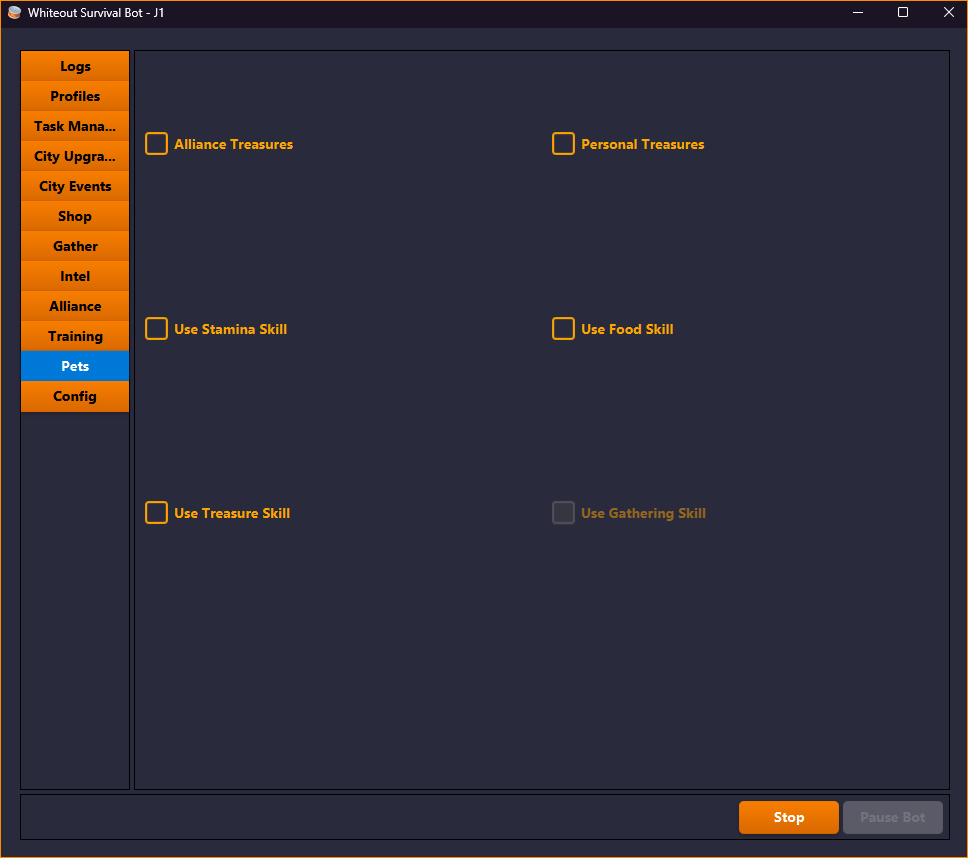 Whiteout Survival Bot - J1
Logs
Profiles
Task Mana...
City Upgra...
City Events
Shop
Gather
Intel
Alliance
Training
Pets
Config
Alliance Treasures
Personal Treasures
Use Stamina Skill
Use Food Skill
Use Treasure Skill
Use Gathering Skill
Stop
Pause Bot